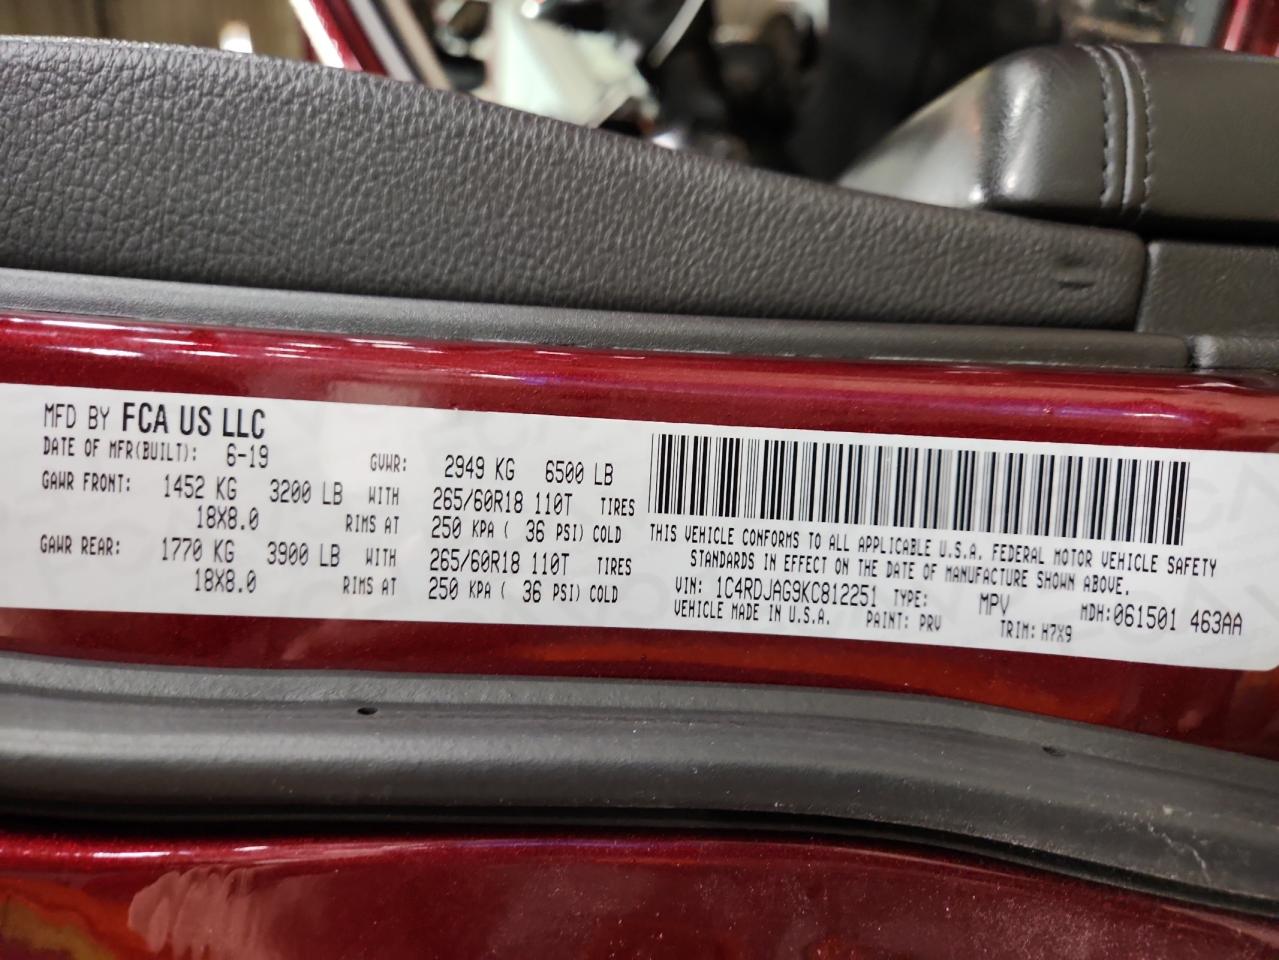 MFD BY FCA US LLC
DATE OF MFR(BUILT): 6-19 GVWR: 2949 KG 6500 LB
GAWR FRONT: 1452 KG 3200 LB WITH 265/60R18 110T TIRES
18X8.0 RIMS AT 250 KPA ( 36 PSI) COLD
GAWR REAR: 1770 KG 3900 LB WITH 265/60R18 110T TIRES
18X8.0 RIMS AT 250 KPA ( 36 PSI) COLD
THIS VEHICLE CONFORMS TO ALL APPLICABLE U.S.A. FEDERAL MOTOR VEHICLE SAFETY
STANDARDS IN EFFECT ON THE DATE OF MANUFACTURE SHOWN ABOVE.
VIN: 1C4RDJAG9KC812251 TYPE: MPV MDH:061501 463AA
VEHICLE MADE IN U.S.A. PAINT: PRV TRIM: H7X9